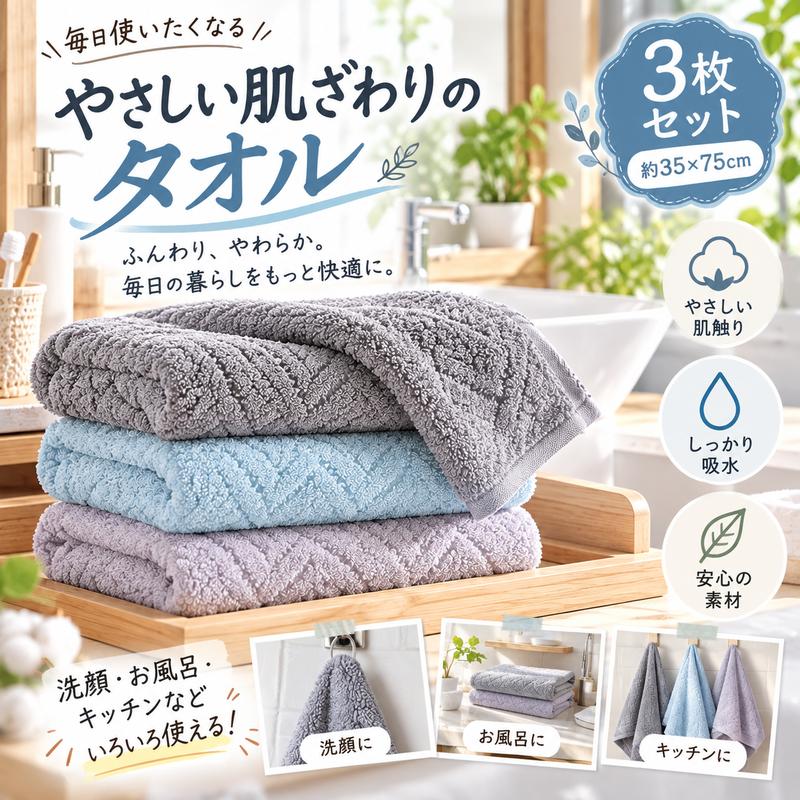 毎日使いたくなる
やさしい肌ざわりの
タオル
ふんわり、やわらか。
毎日の暮らしをもっと快適に。
3枚
セット
約35×75cm
やさしい
肌触り
しっかり
吸水
安心の
素材
洗顔・お風呂・
キッチンなど
いろいろ使える!
洗顔に
お風呂に
キッチンに